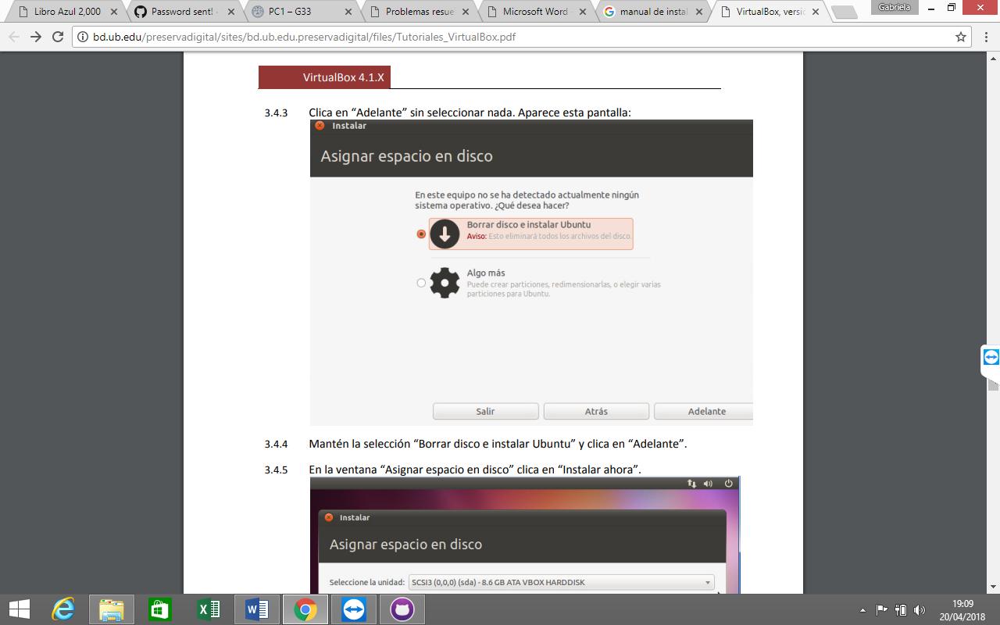 Libro Azul 2,000
Password sent! 
PC1 – G33
Problemas resue
Microsoft Word 
manual de instal
VirtualBox, versió
Gabriela
bd.ub.edu/preservadigital/sites/bd.ub.edu.preservadigital/files/Tutoriales_VirtualBox.pdf
VirtualBox 4.1.X
3.4.3 Clica en “Adelante” sin seleccionar nada. Aparece esta pantalla:
Instalar
Asignar espacio en disco
En este equipo no se ha detectado actualmente ningún
sistema operativo. ¿Qué desea hacer?
Borrar disco e instalar Ubuntu
Aviso: Esto eliminará todos los archivos del disco.
Algo más
Puede crear particiones, redimensionarlas, o elegir varias
particiones para Ubuntu.
Salir
Atrás
Adelante
3.4.4 Mantén la selección “Borrar disco e instalar Ubuntu” y clica en “Adelante”.
3.4.5 En la ventana “Asignar espacio en disco” clica en “Instalar ahora”.
Instalar
Asignar espacio en disco
Seleccione la unidad: SCSI3 (0,0,0) (sda) - 8.6 GB ATA VBOX HARDDISK
19:09
20/04/2018